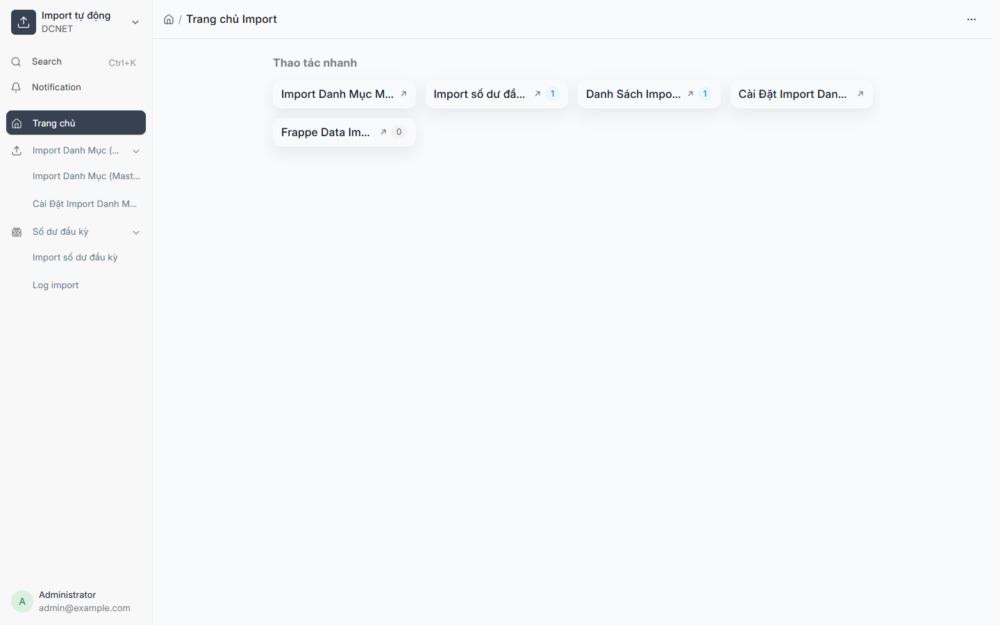 Import tự động
DCNET
Search Ctrl+K
Notification
Trang chủ
Import Danh Mục (...
Import Danh Mục (Mast...
Cài Đặt Import Danh M...
Số dư đầu kỳ
Import số dư đầu kỳ
Log import
A
Administrator
admin@example.com
/ Trang chủ Import
Thao tác nhanh
Import Danh Mục M...
Import số dư đầ... 1
Danh Sách Impo... 1
Cài Đặt Import Dan...
Frappe Data Im... 0